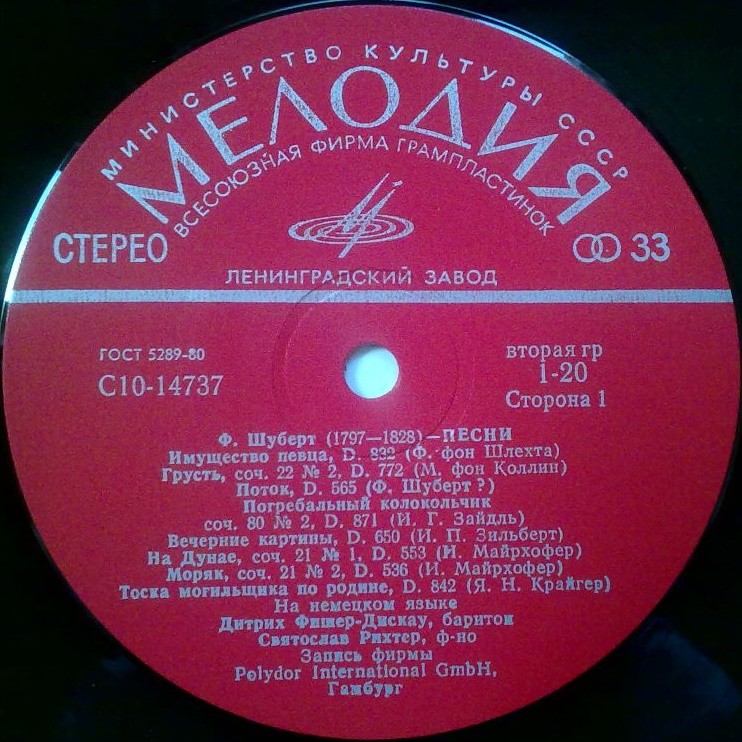 МИНИСТЕРСТВО КУЛЬТУРЫ СССР
МЕЛОДИЯ
ВСЕСОЮЗНАЯ ФИРМА ГРАМПЛАСТИНОК
СТЕРЕО
33
ЛЕНИНГРАДСКИЙ ЗАВОД
ГОСТ 5289-80
С10-14737
вторая гр
1-20
Сторона 1
Ф. Шуберт (1797—1828)—ПЕСНИ
Имущество певца, D. 832 (Ф. фон Шлехта)
Грусть, соч. 22 № 2, D. 772 (М. фон Коллин)
Поток, D. 565 (Ф. Шуберт?)
Погребальный колокольчик
соч. 80 № 2, D. 871 (И. Г. Зайдль)
Вечерние картины, D. 650 (И. П. Зильберт)
На Дунае, соч. 21 № 1, D. 553 (И. Майрхофер)
Моряк, соч. 21 № 2, D. 536 (И. Майрхофер)
Тоска могильщика по родине, D. 842 (Я. Н. Крайгер)
На немецком языке
Дитрих Фишер-Дискау, баритон
Святослав Рихтер, ф-но
Запись фирмы
Polydor International GmbH,
Гамбург